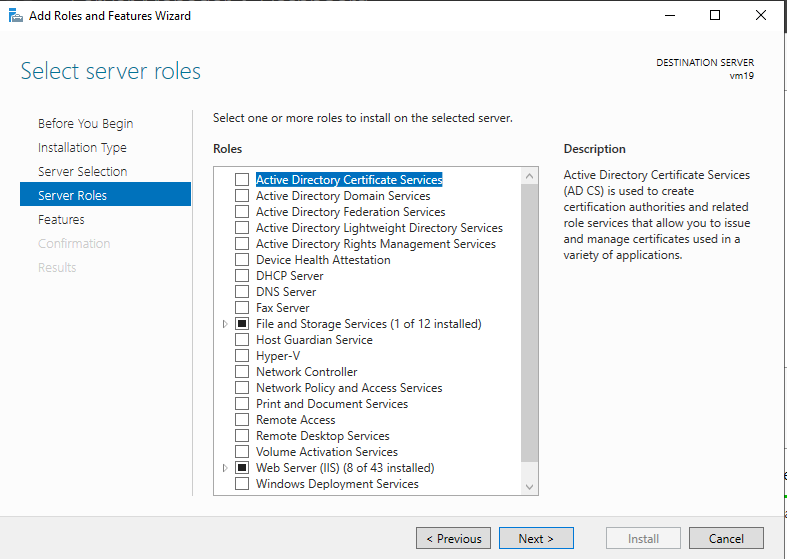 Add Roles and Features Wizard
Select server roles
DESTINATION SERVER
vm19
Before You Begin
Installation Type
Server Selection
Server Roles
Features
Confirmation
Results
Select one or more roles to install on the selected server.
Roles
Active Directory Certificate Services
Active Directory Domain Services
Active Directory Federation Services
Active Directory Lightweight Directory Services
Active Directory Rights Management Services
Device Health Attestation
DHCP Server
DNS Server
Fax Server
File and Storage Services (1 of 12 installed)
Host Guardian Service
Hyper-V
Network Controller
Network Policy and Access Services
Print and Document Services
Remote Access
Remote Desktop Services
Volume Activation Services
Web Server (IIS) (8 of 43 installed)
Windows Deployment Services
Description
Active Directory Certificate Services
(AD CS) is used to create
certification authorities and related
role services that allow you to issue
and manage certificates used in a
variety of applications.
< Previous
Next >
Install
Cancel